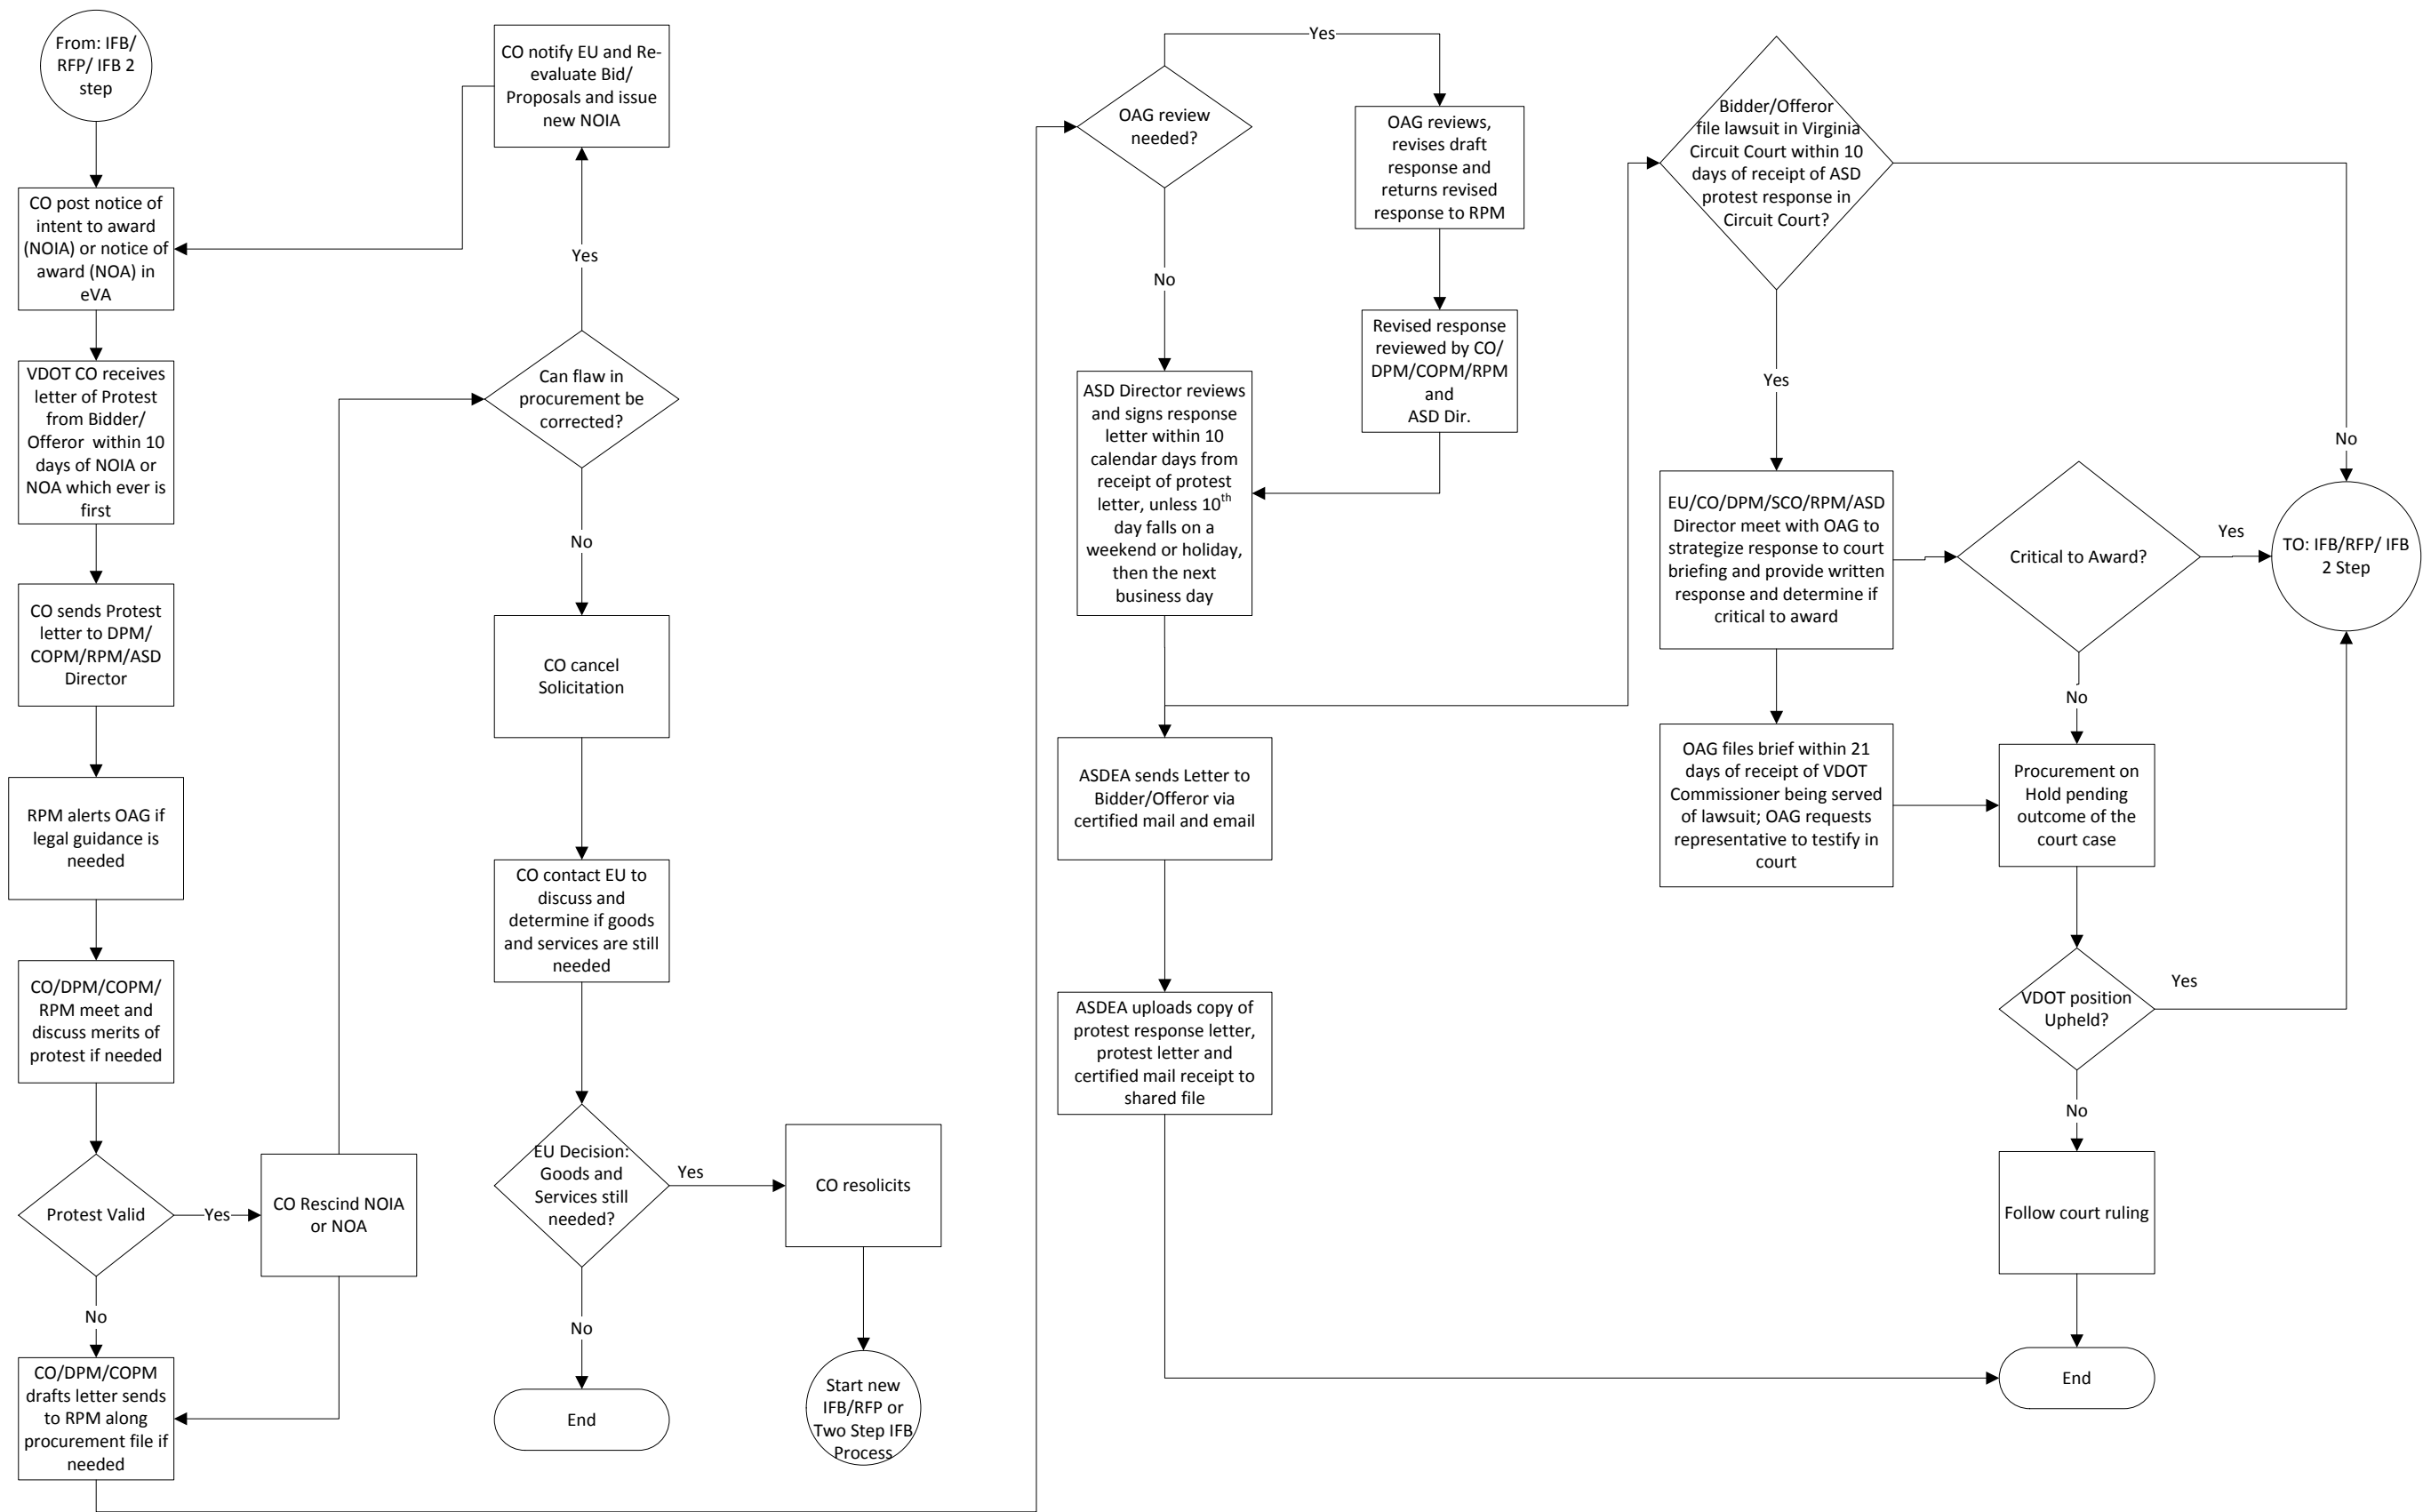 From: IFB/
RFP/ IFB 2
step
CO post notice of
intent to award
(NOIA) or notice of
award (NOA) in
eVA
VDOT CO receives
letter of Protest
from Bidder/
Offeror within 10
days of NOIA or
NOA which ever is
first
CO sends Protest
letter to DPM/
COPM/RPM/ASD
Director
RPM alerts OAG if
legal guidance is
needed
CO/DPM/COPM/
RPM meet and
discuss merits of
protest if needed
Protest Valid
Yes
No
CO Rescind NOIA
or NOA
CO/DPM/COPM
drafts letter sends
to RPM along
procurement file if
needed
CO notify EU and Re-
evaluate Bid/
Proposals and issue
new NOIA
Yes
Can flaw in
procurement be
corrected?
No
CO cancel
Solicitation
CO contact EU to
discuss and
determine if goods
and services are still
needed
EU Decision:
Goods and
Services still
needed?
Yes
No
End
CO resolicits
Start new
IFB/RFP or
Two Step IFB
Process
OAG review
needed?
Yes
No
OAG reviews,
revises draft
response and
returns revised
response to RPM
Revised response
reviewed by CO/
DPM/COPM/RPM
and
ASD Dir.
ASD Director reviews
and signs response
letter within 10
calendar days from
receipt of protest
letter, unless 10th
day falls on a
weekend or holiday,
then the next
business day
ASDEA sends Letter to
Bidder/Offeror via
certified mail and email
ASDEA uploads copy of
protest response letter,
protest letter and
certified mail receipt to
shared file
Bidder/Offeror
file lawsuit in Virginia
Circuit Court within 10
days of receipt of ASD
protest response in
Circuit Court?
Yes
No
EU/CO/DPM/SCO/RPM/ASD
Director meet with OAG to
strategize response to court
briefing and provide written
response and determine if
critical to award
OAG files brief within 21
days of receipt of VDOT
Commissioner being served
of lawsuit; OAG requests
representative to testify in
court
Critical to Award?
Yes
No
TO: IFB/RFP/ IFB
2 Step
Procurement on
Hold pending
outcome of the
court case
VDOT position
Upheld?
Yes
No
Follow court ruling
End